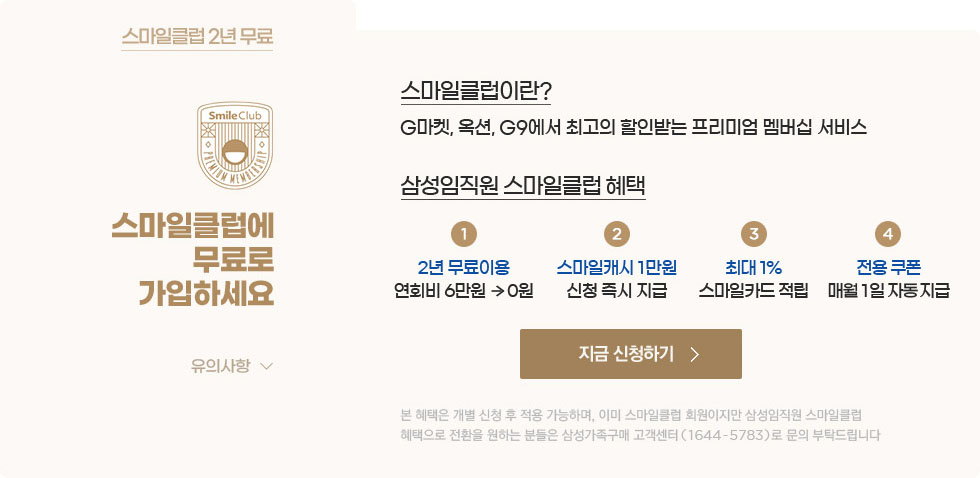 스마일클럽 2년 무료
Smile Club
PREMIUM MEMBERSHIP
스마일클럽에
무료로
가입하세요
유의사항
스마일클럽이란?
G마켓, 옥션, G9에서 최고의 할인받는 프리미엄 멤버십 서비스
삼성임직원 스마일클럽 혜택
1
2년 무료이용
연회비 6만원 → 0원
2
스마일캐시 1만원
신청 즉시 지급
3
최대 1%
스마일카드 적립
4
전용 쿠폰
매월 1일 자동지급
지금 신청하기
본 혜택은 개별 신청 후 적용 가능하며, 이미 스마일클럽 회원이지만 삼성임직원 스마일클럽
혜택으로 전환을 원하는 분들은 삼성가족구매 고객센터(1644-5783)로 문의 부탁드립니다